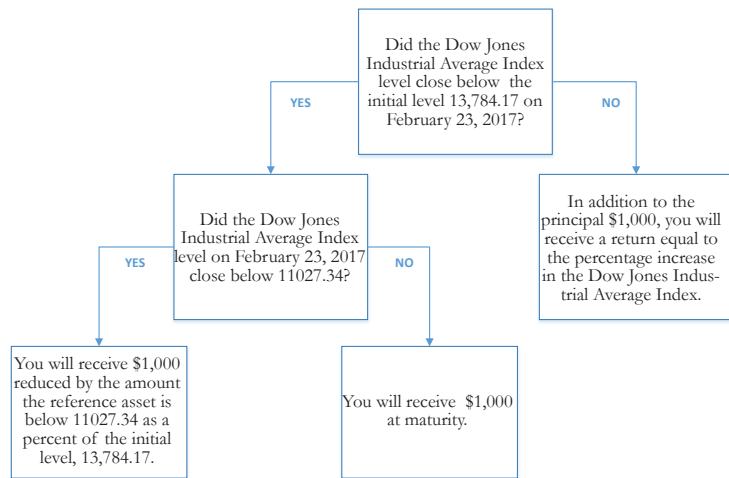 Did the Dow Jones
Industrial Average Index
level close below the
initial level 13,784.17 on
February 23, 2017?
YES
NO
Did the Dow Jones
Industrial Average Index
level on February 23, 2017
close below 11027.34?
In addition to the
principal $1,000, you will
receive a return equal to
the percentage increase
in the Dow Jones Indus-
trial Average Index.
YES
NO
You will receive $1,000
reduced by the amount
the reference asset is
below 11027.34 as a
percent of the initial
level, 13,784.17.
You will receive $1,000
at maturity.